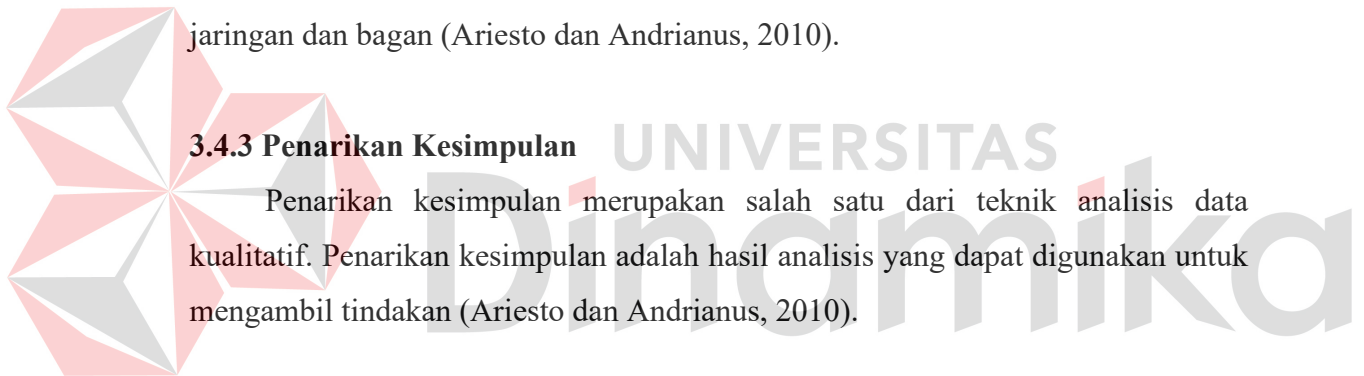 jaringan dan bagan (Ariesto dan Andrianus, 2010).
3.4.3 Penarikan Kesimpulan
UNIVERSITAS
Dinamika
Penarikan kesimpulan merupakan salah satu dari teknik analisis data
kualitatif. Penarikan kesimpulan adalah hasil analisis yang dapat digunakan untuk
mengambil tindakan (Ariesto dan Andrianus, 2010).